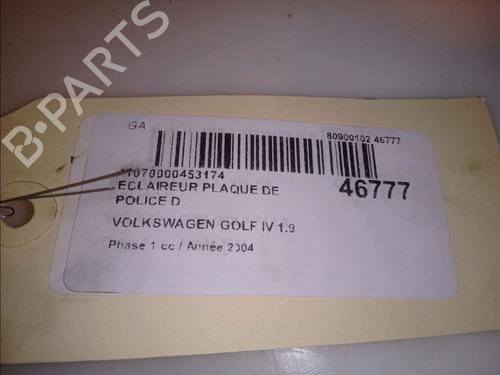 B-PARTS
GA
80900102 46777
1070000453174
46777
ECLAIREUR PLAQUE DE
POLICE D
VOLKSWAGEN GOLF IV 1.9
Phase 1 cc / Année 2004